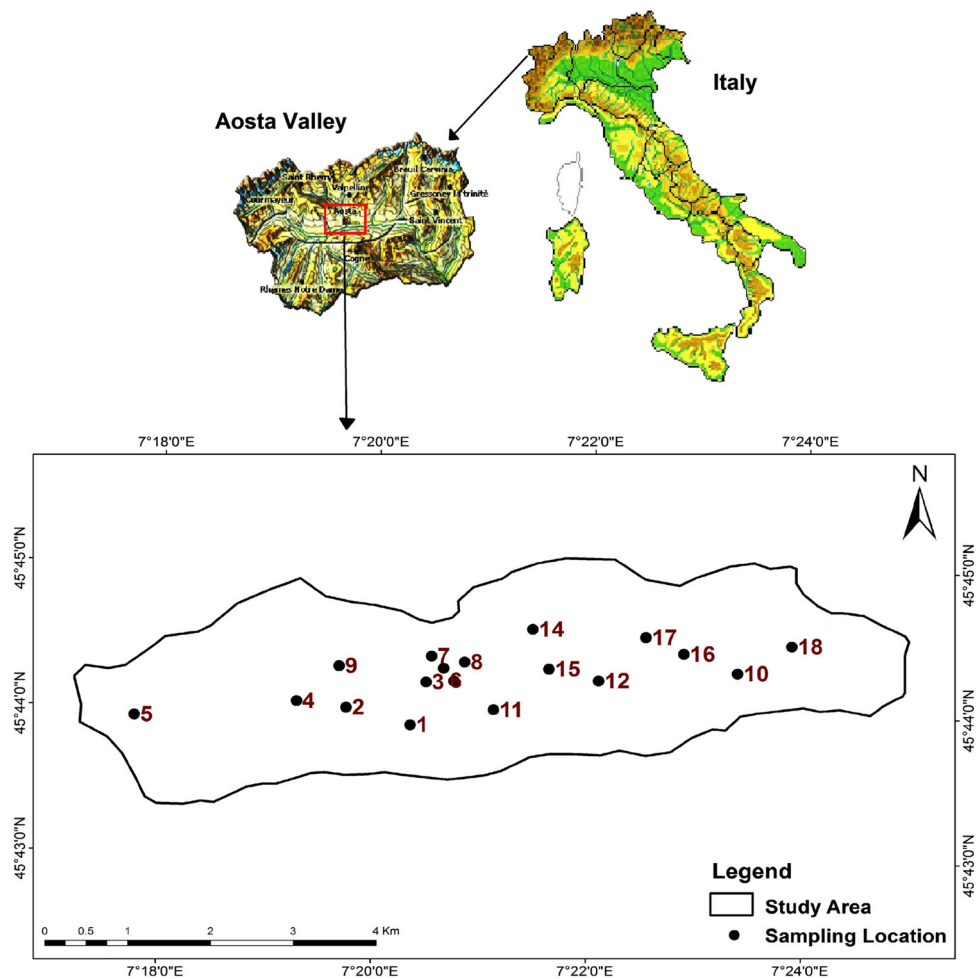 Italy
Aosta Valley
Breuil Cervinia
Saint Rhemy
Valpelline
Gressoney la trinitè
Courmayeur
Aosta
Saint Vincent
Cogne
Rhemes Notre Dame
7°18'0"E 7°20'0"E 7°22'0"E 7°24'0"E
N
45°45'0"N 45°45'0"N
14
17
7
18
8
16
9
15
10
3
6
12
4
2
11
5
1
45°44'0"N 45°44'0"N
45°43'0"N 45°43'0"N
Legend
Study Area
Sampling Location
0 0.5 1 2 3 4 Km
7°18'0"E 7°20'0"E 7°22'0"E 7°24'0"E